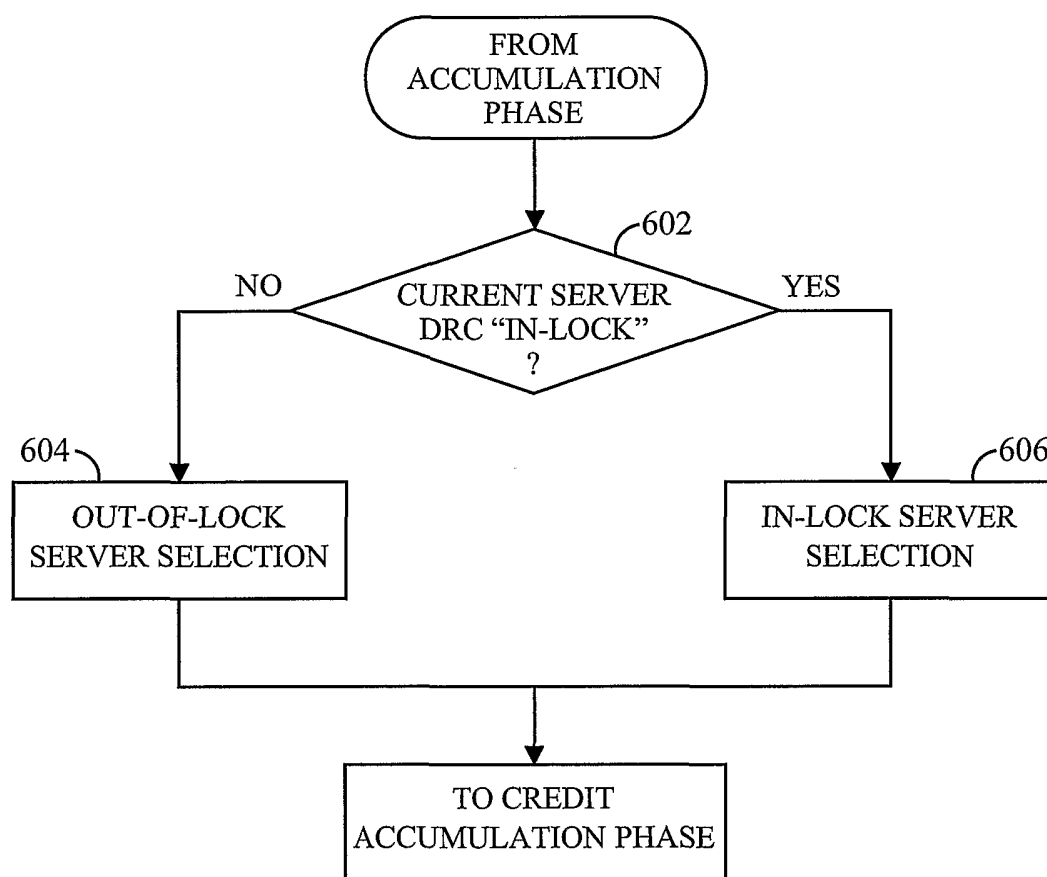 FROM
ACCUMULATION
PHASE
602
NO
YES
CURRENT SERVER
DRC “IN-LOCK”
?
604
606
OUT-OF-LOCK
SERVER SELECTION
IN-LOCK SERVER
SELECTION
TO CREDIT
ACCUMULATION PHASE